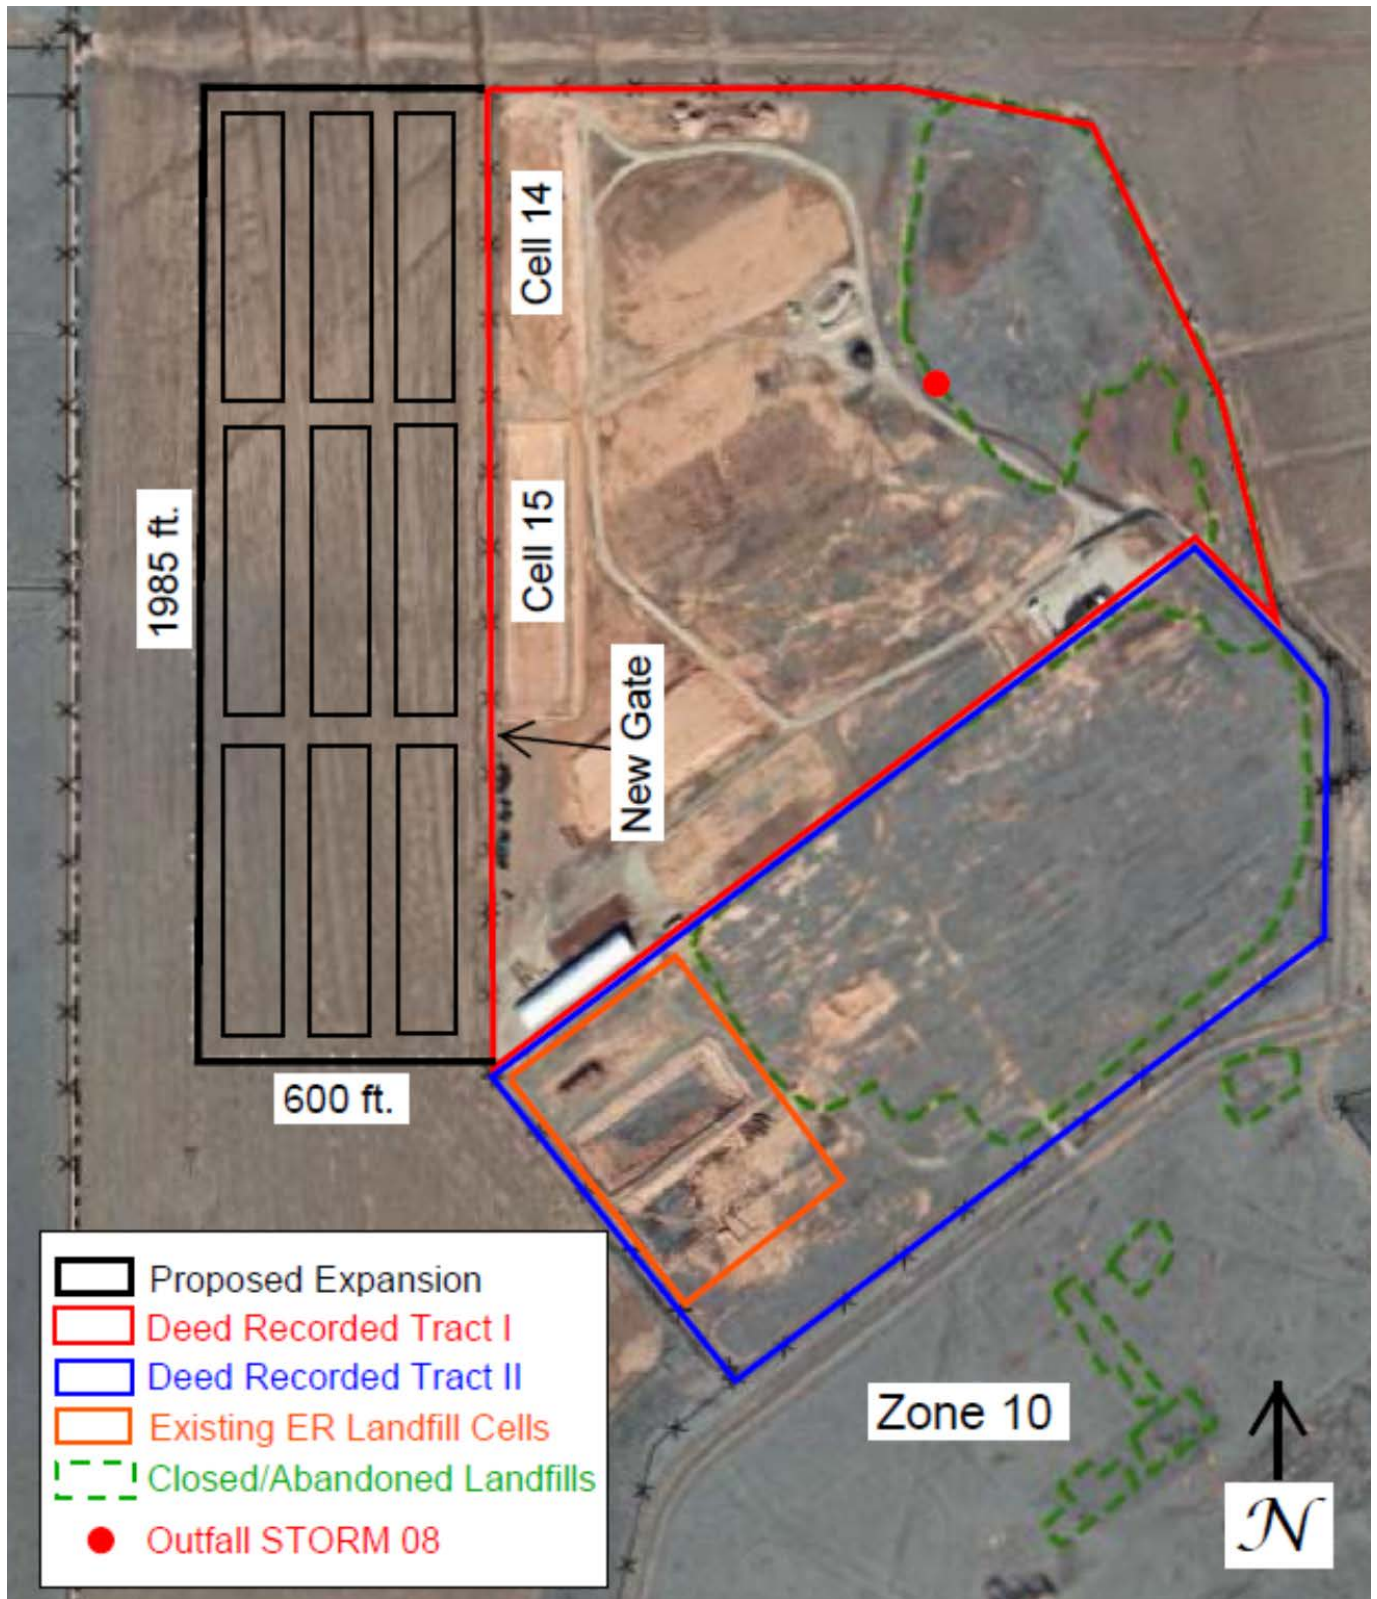 Cell 14
Cell 15
1985 ft.
New Gate
600 ft.
Proposed Expansion
Deed Recorded Tract I
Deed Recorded Tract II
Existing ER Landfill Cells
Closed/Abandoned Landfills
Outfall STORM 08
Zone 10
N